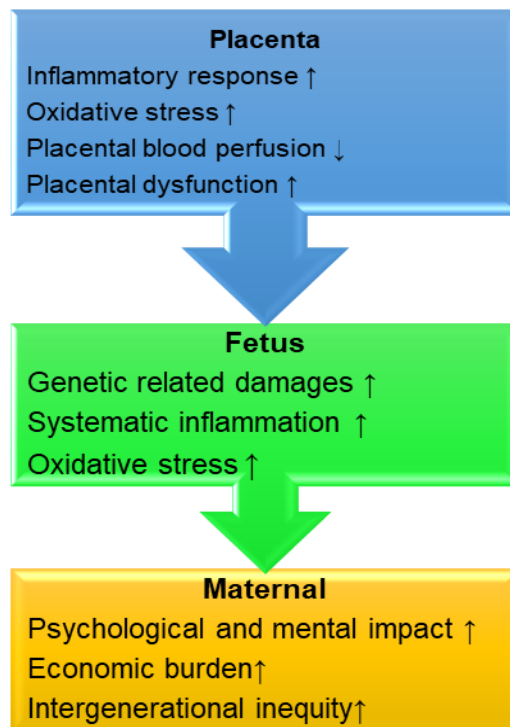 Placenta
Inflammatory response ↑
Oxidative stress ↑
Placental blood perfusion ↓
Placental dysfunction ↑
Fetus
Genetic related damages ↑
Systematic inflammation ↑
Oxidative stress ↑
Maternal
Psychological and mental impact ↑
Economic burden↑
Intergenerational inequity↑